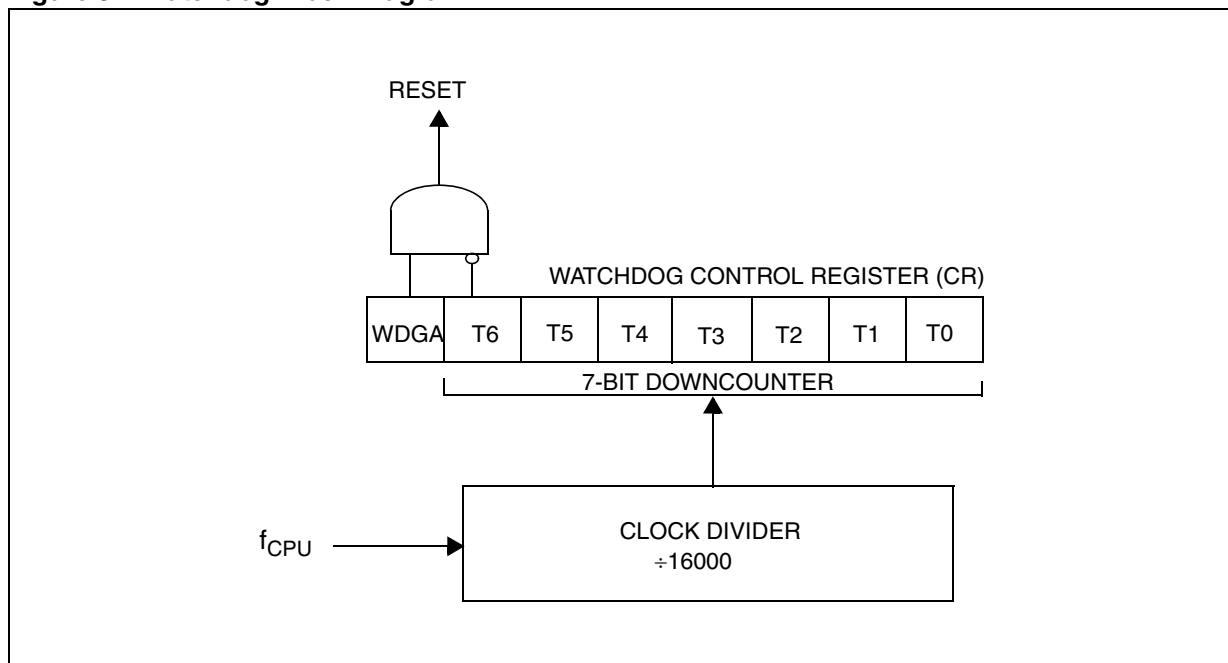 RESET
WATCHDOG CONTROL REGISTER (CR)
WDGA T6 T5 T4 T3 T2 T1 T0
7-BIT DOWNCOUNTER
fCPU
CLOCK DIVIDER
÷16000